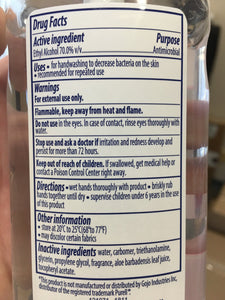 Drug Facts
Active ingredient Purpose
Ethyl Alcohol 70.0% v/v Antimicrobial
Uses • for handwashing to decrease bacteria on the skin
• recommended for repeated use
Warnings
For external use only.
Flammable, keep away from heat and flame.
Do not use in the eyes. In case of contact, rinse eyes thoroughly with
water.
Stop use and ask a doctor if irritation and redness develop and
persist for more than 72 hours.
Keep out of reach of children. If swallowed, get medical help or
contact a Poison Control Center right away.
Directions • wet hands thoroughly with product • briskly rub
hands together until dry • supervise children under 6 years in the
use of this product
Other information
• store at 20°C to 25°C (68° to 77°F)
• may discolor certain fabrics
Inactive ingredients water, carbomer, triethanolamine,
glycerin, propylene glycol, fragrance, aloe barbadensis leaf juice,
tocopheryl acetate.
*This product is not manufactured or distributed by Gojo Industries Inc.
distributor of the registered trademark Purell®.